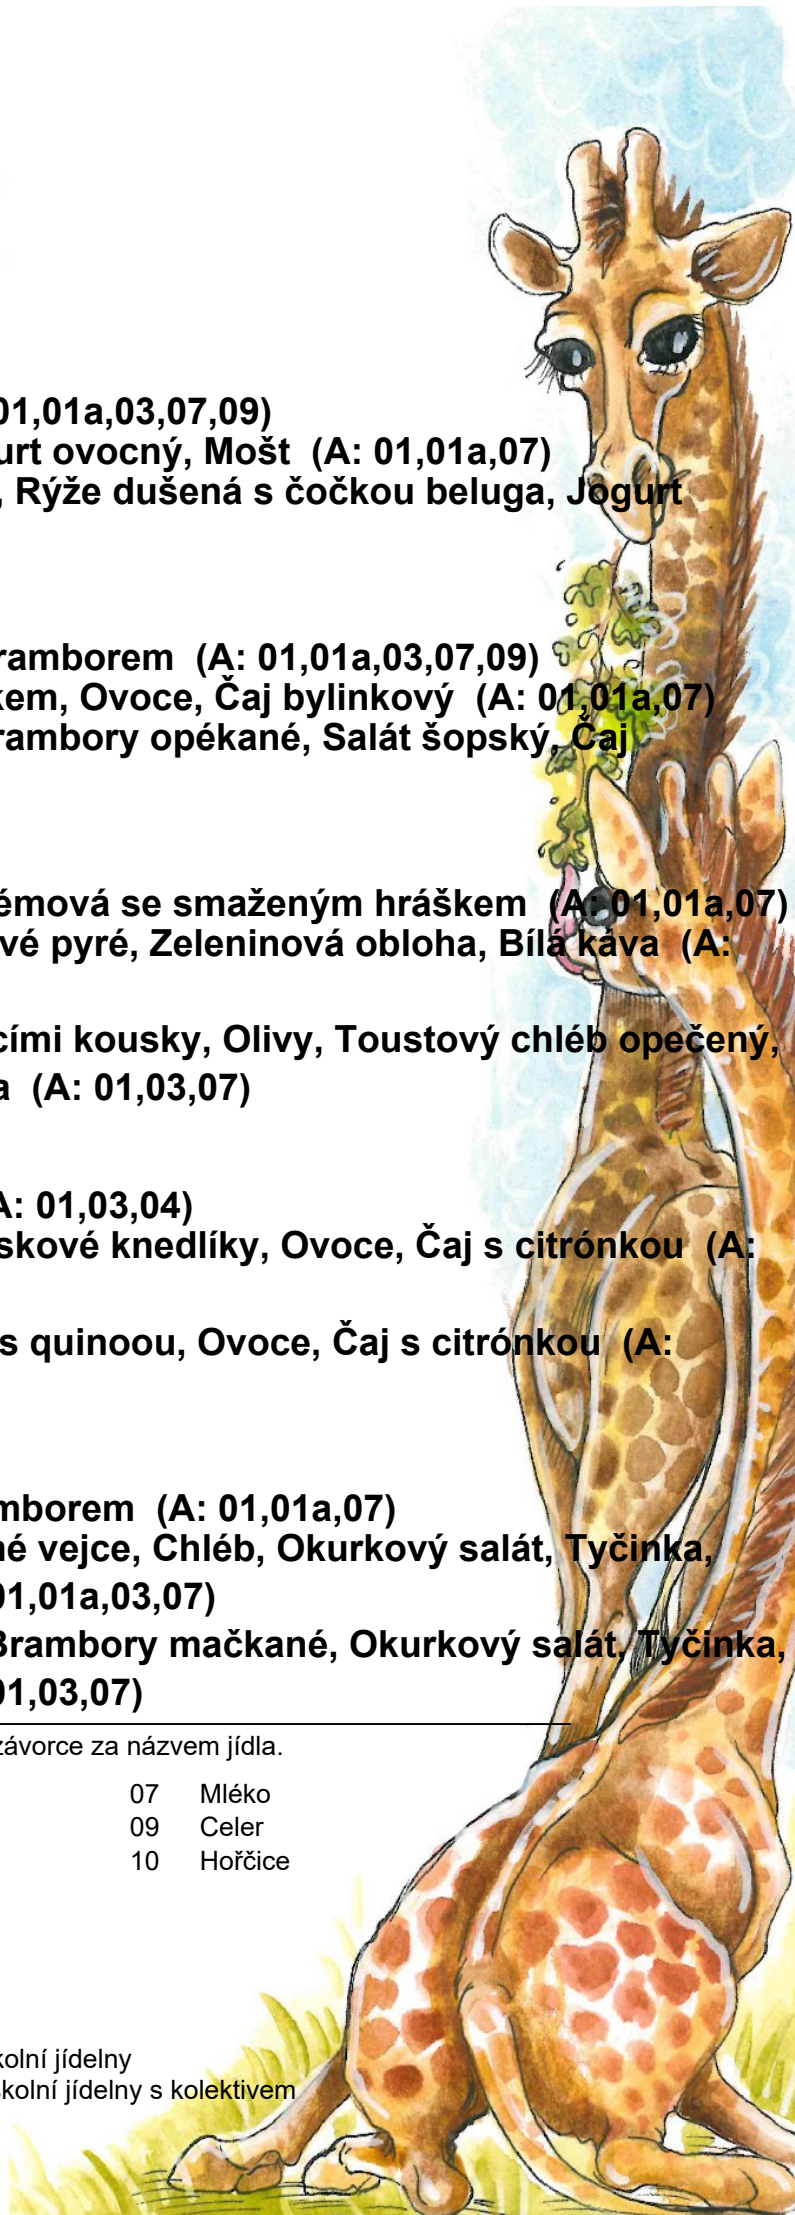 01,01a,03,07,09)
urt ovocný, Mošt (A: 01,01a,07)
, Rýže dušená s čočkou beluga, Jogurt
ramborem (A: 01,01a,03,07,09)
kem, Ovoce, Čaj bylinkový (A: 01,01a,07)
rambory opékané, Salát šopský, Čaj
émová se smaženým hráškem (A: 01,01a,07)
vé pyré, Zeleninová obloha, Bílá káva (A:
cími kousky, Olivy, Toustový chléb opečený,
a (A: 01,03,07)
A: 01,03,04)
skové knedlíky, Ovoce, Čaj s citrónkou (A:
s quinoou, Ovoce, Čaj s citrónkou (A:
mborem (A: 01,01a,07)
né vejce, Chléb, Okurkový salát, Tyčinka,
01,01a,03,07)
Brambory mačkané, Okurkový salát, Tyčinka,
01,03,07)
závorce za názvem jídla.
07 Mléko
09 Celer
10 Hořčice
kolní jídelny
školní jídelny s kolektivem